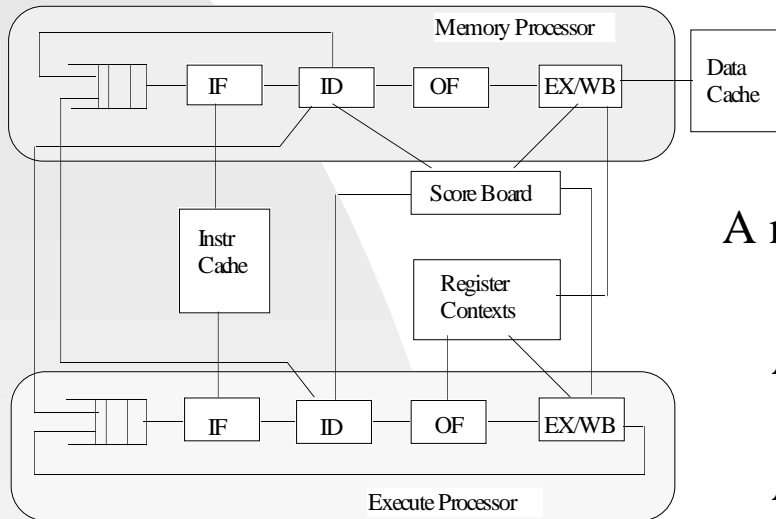 Memory Processor
IF
ID
OF
EX/WB
Data
Cache
Score Board
Instr
Cache
Register
Contexts
A
IF
ID
OF
EX/WB
Execute Processor